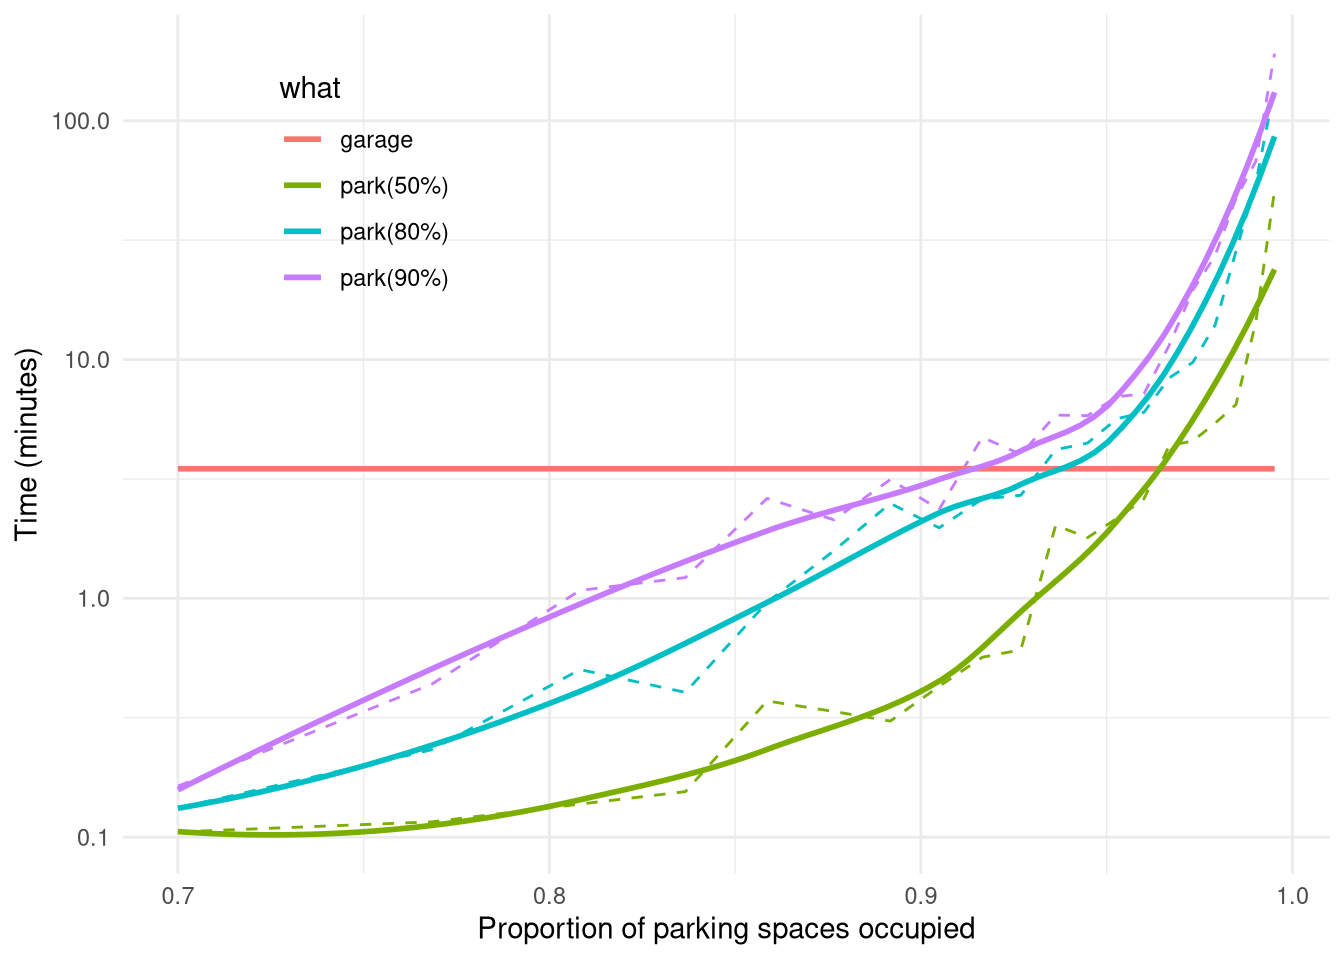 what
garage
park(50%)
park(80%)
park(90%)
Time (minutes)
100.0
10.0
1.0
0.1
0.7
0.8
0.9
1.0
Proportion of parking spaces occupied